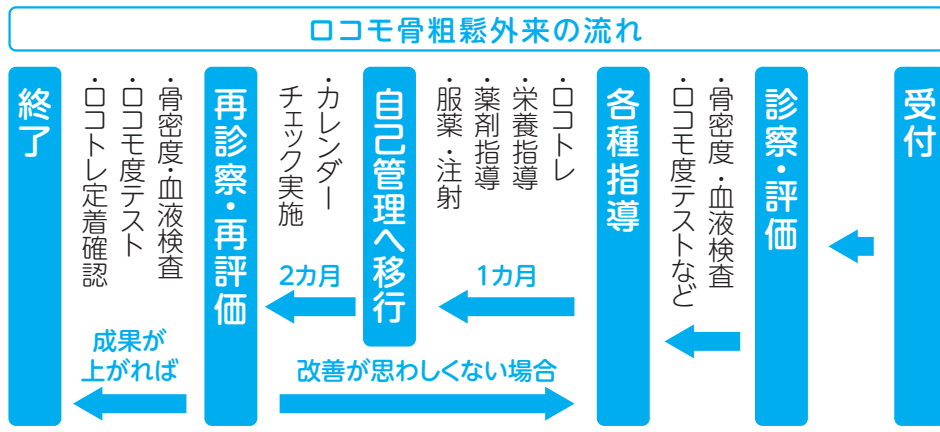 ロコモ骨粗鬆外来の流れ
受付
診察・評価
・骨密度・血液検査
・ロコモ度テストなど
各種指導
・ロコトレ
・栄養指導
・薬剤指導
・服薬・注射
1カ月
自己管理へ移行
・カレンダー
チェック実施
2カ月
再診察・再評価
改善が思わしくない場合
・骨密度・血液検査
・ロコモ度テスト
・ロコトレ定着確認
成果が
上がれば
終了